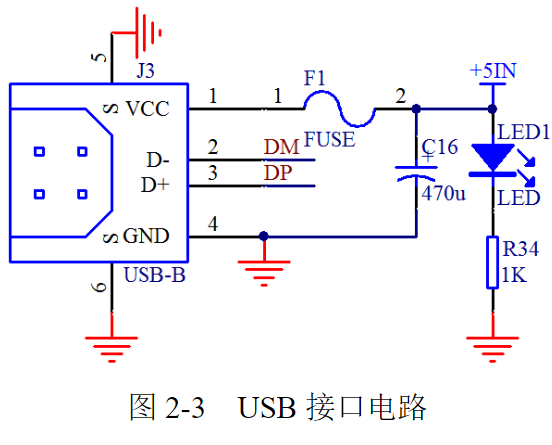 5
J3
F1
+5IN
S
VCC
1
1
2
FUSE
LED1
D-
2
DM
C16
+
D+
3
DP
470u
LED
S
GND
4
R34
1K
USB-B
6
图 2-3 USB 接口电路